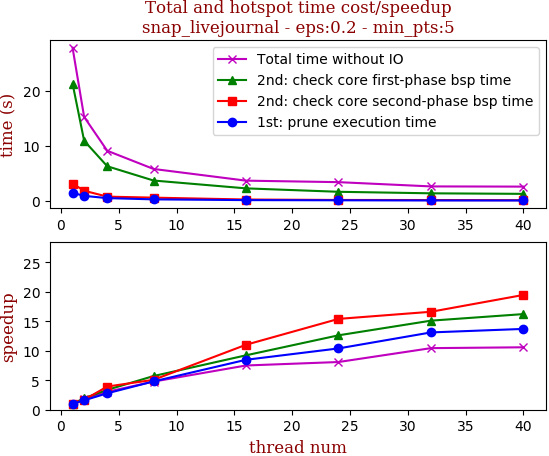 Total and hotspot time cost/speedup
snap_livejournal - eps:0.2 - min_pts:5
time (s)
20
10
0
Total time without IO
2nd: check core first-phase bsp time
2nd: check core second-phase bsp time
1st: prune execution time
0 5 10 15 20 25 30 35 40
speedup
25
20
15
10
5
0
0 5 10 15 20 25 30 35 40
thread num